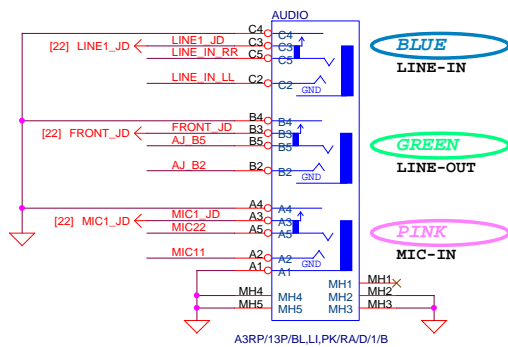 AUDIO
C4 C4
[22] LINE1_JD LINE1_JD C3 C3
LINE_IN_RR C5 C5
BLUE
LINE-IN
LINE_IN_LL C2 C2
GND
B4 B4
[22] FRONT_JD FRONT_JD B3 B3
AJ_B5 B5 B5
GREEN
LINE-OUT
AJ_B2 B2 B2
GND
A4 A4
[22] MIC1_JD MIC1_JD A3 A3
MIC22 A5 A5
PINK
MIC-IN
MIC11 A2 A2
GND
A1 A1
MH1 MH1
MH4 MH4 MH2 MH2
MH5 MH5 MH3 MH3
A3RP/13P/BL,LI,PK/RA/D/1/B